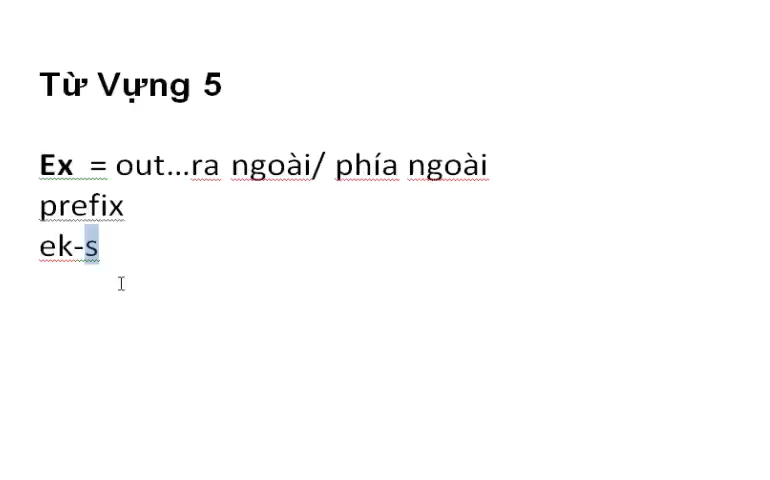 Từ Vựng 5
Ex = out...ra ngoài/ phía ngoài
prefix
ek-s